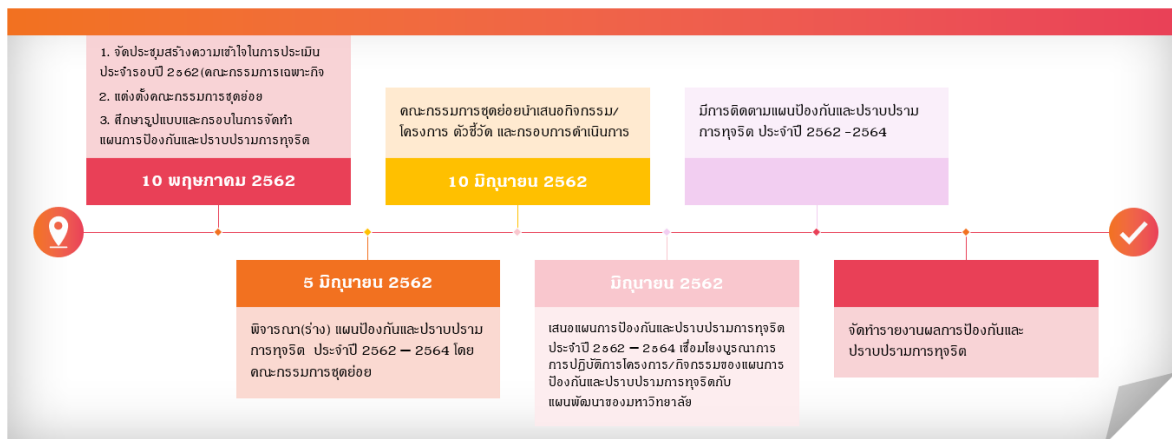 1. จัดประชุมสร้างความเข้าใจในการประเมิน
ประจำรอบปี 2562(คณะกรรมการเฉพาะกิจ
2. แต่งตั้งคณะกรรมการชุดย่อย
3. ศึกษารูปแบบและกรอบในการจัดทำ
แผนการป้องกันและปราบปรามการทุจริต
10 พฤษภาคม 2562
5 มิถุนายน 2562
พิจารณา(ร่าง) แผนป้องกันและปราบปราม
การทุจริต ประจำปี 2562 – 2564 โดย
คณะกรรมการชุดย่อย
คณะกรรมการชุดย่อยนำเสนอกิจกรรม/
โครงการ ตัวชี้วัด และกรอบการดำเนินการ
10 มิถุนายน 2562
มิถุนายน 2562
เสนอแผนการป้องกันและปราบปรามการทุจริต
ประจำปี 2562 – 2564 เชื่อมโยงบูรณาการ
การปฏิบัติการโครงการ/กิจกรรมของแผนการ
ป้องกันและปราบปรามการทุจริตกับ
แผนพัฒนาของมหาวิทยาลัย
มีการติดตามแผนป้องกันและปราบปราม
การทุจริต ประจำปี 2562 -2564
จัดทำรายงานผลการป้องกันและ
ปราบปรามการทุจริต